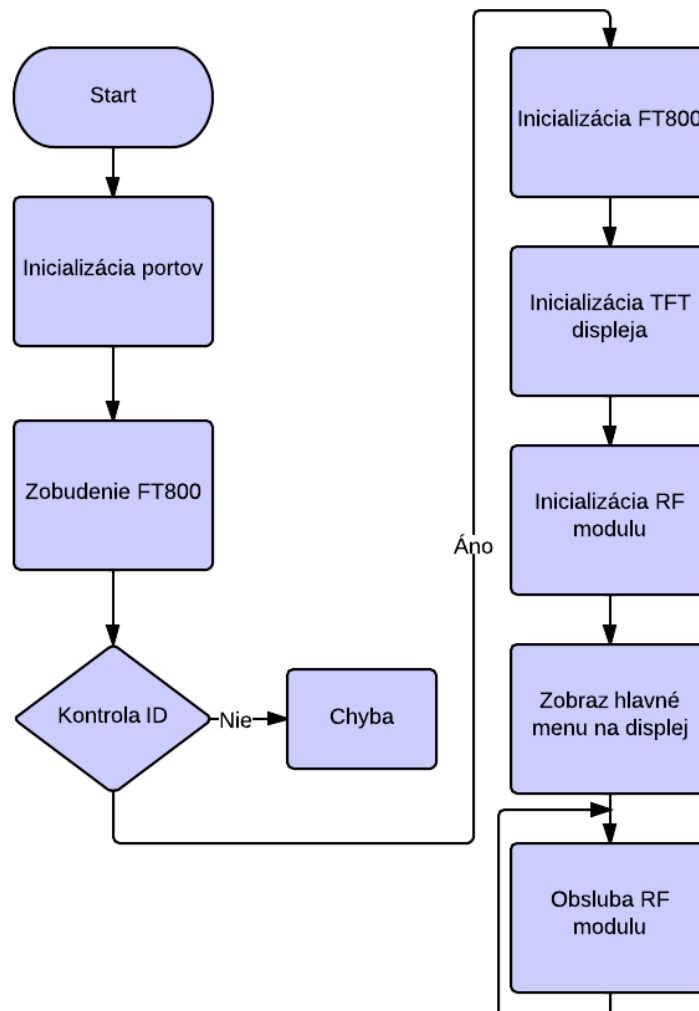 Start
Inicializácia portov
Zobudenie FT800
Kontrola ID
Nie
Chyba
Áno
Inicializácia FT800
Inicializácia TFT
displeja
Inicializácia RF
modulu
Zobraz hlavné
menu na displej
Obsluba RF
modulu